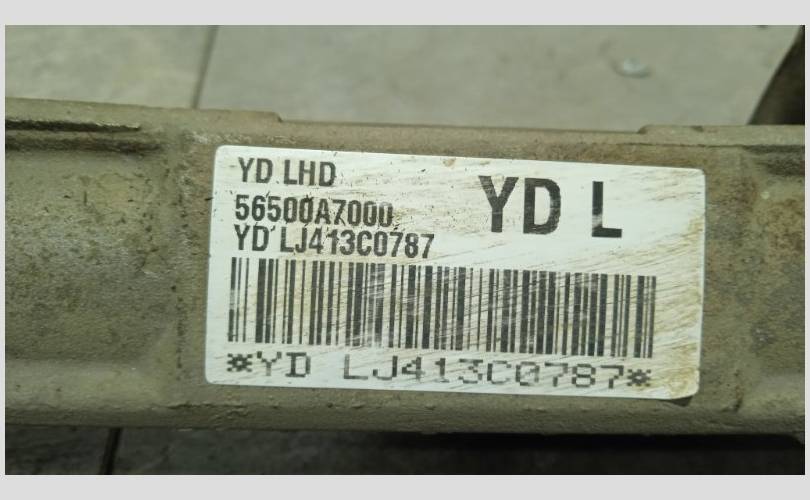 YD LHD
YD L
56500A7000
YD LJ413C0787
*YD LJ413C0787*